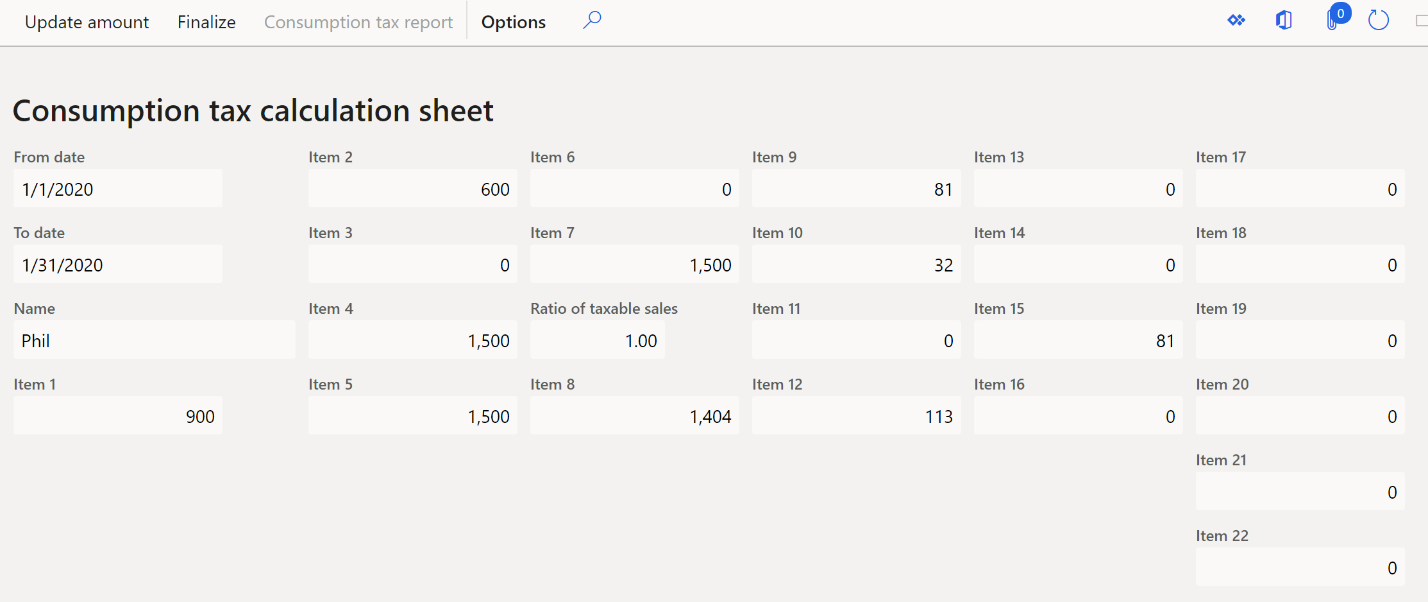 Update amount Finalize Consumption tax report Options 0
Consumption tax calculation sheet
From date Item 2 Item 6 Item 9 Item 13 Item 17
1/1/2020 600 0 81 0 0
To date Item 3 Item 7 Item 10 Item 14 Item 18
1/31/2020 0 1,500 32 0 0
Name Item 4 Ratio of taxable sales Item 11 Item 15 Item 19
Phil 1,500 1.00 0 81 0
Item 1 Item 5 Item 8 Item 12 Item 16 Item 20
900 1,500 1,404 113 0 0
Item 21
0
Item 22
0